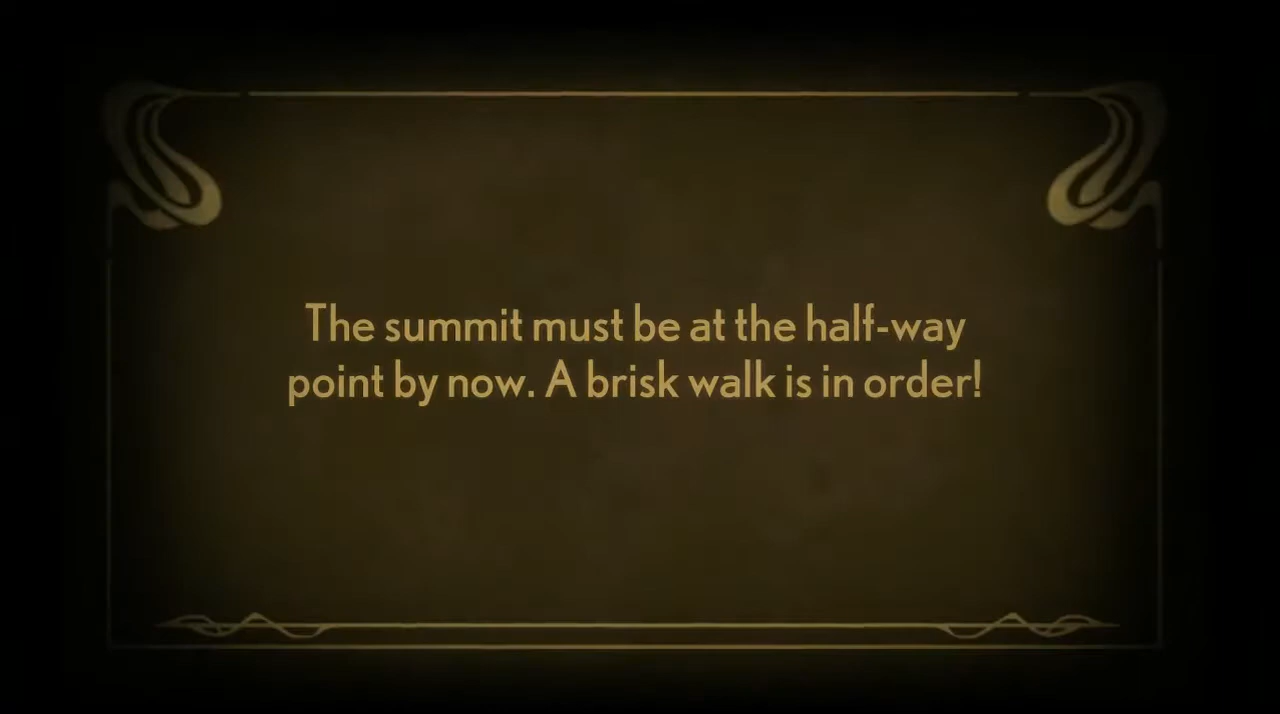 The summit must be at the half-way
point by now. A brisk walk is in order!